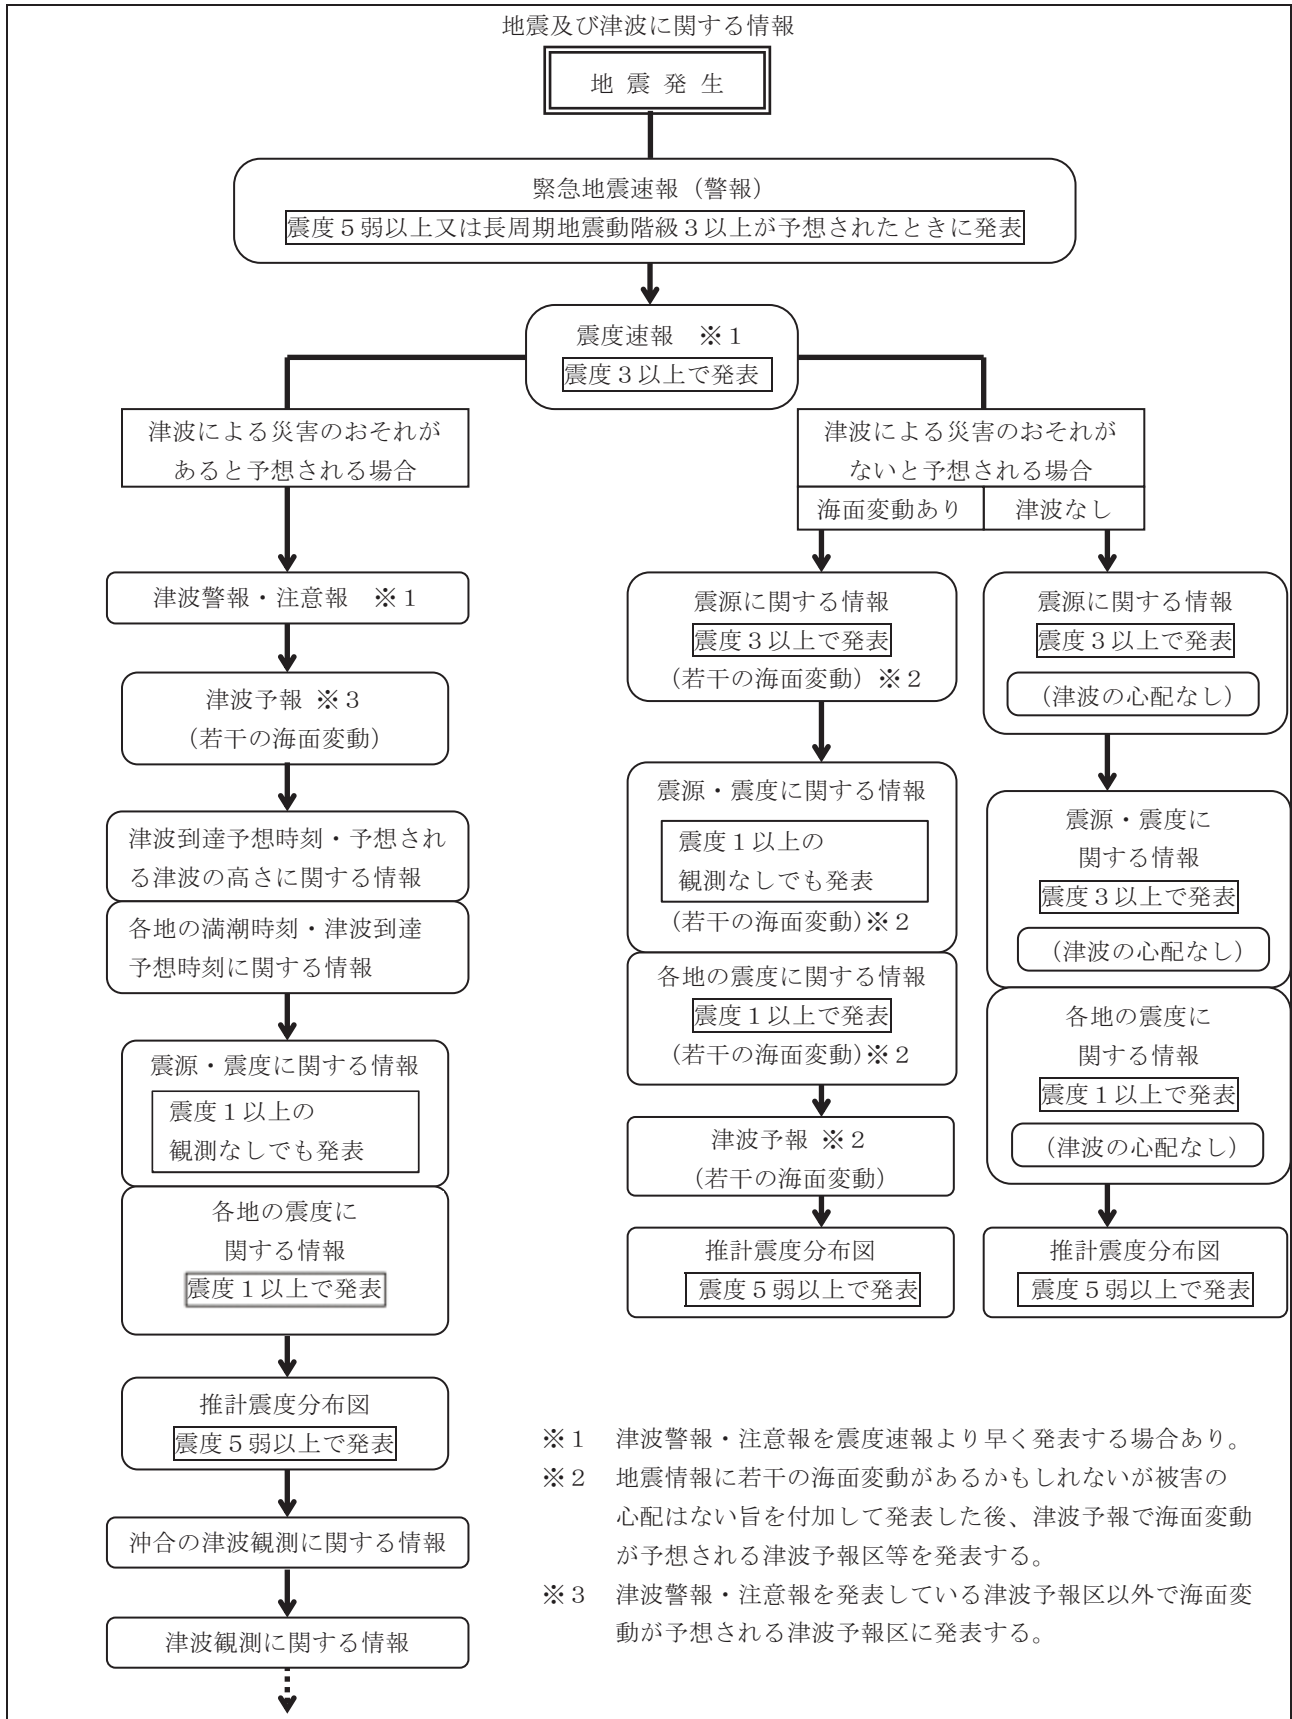 地震及び津波に関する情報
地 震 発 生
緊急地震速報（警報）
震度５弱以上又は長周期地震動階級３以上が予想されたときに発表
震度速報　※１
震度３以上で発表
津波による災害のおそれが
あると予想される場合
津波警報・注意報　※１
津波予報 ※３
（若干の海面変動）
津波到達予想時刻・予想され
る津波の高さに関する情報
各地の満潮時刻・津波到達
予想時刻に関する情報
震源・震度に関する情報
震度１以上の
観測なしでも発表
各地の震度に
関する情報
震度１以上で発表
推計震度分布図
震度５弱以上で発表
沖合の津波観測に関する情報
津波観測に関する情報
津波による災害のおそれが
ないと予想される場合
海面変動あり
津波なし
震源に関する情報
震度３以上で発表
（若干の海面変動）※２
震源・震度に関する情報
震度１以上の
観測なしでも発表
（若干の海面変動）※２
各地の震度に関する情報
震度１以上で発表
（若干の海面変動）※２
津波予報 ※２
（若干の海面変動）
推計震度分布図
震度５弱以上で発表
震源に関する情報
震度３以上で発表
（津波の心配なし）
震源・震度に
関する情報
震度３以上で発表
（津波の心配なし）
各地の震度に
関する情報
震度１以上で発表
（津波の心配なし）
推計震度分布図
震度５弱以上で発表
※１　津波警報・注意報を震度速報より早く発表する場合あり。
※２　地震情報に若干の海面変動があるかもしれないが被害の
心配はない旨を付加して発表した後、津波予報で海面変動
が予想される津波予報区等を発表する。
※３　津波警報・注意報を発表している津波予報区以外で海面変
動が予想される津波予報区に発表する。